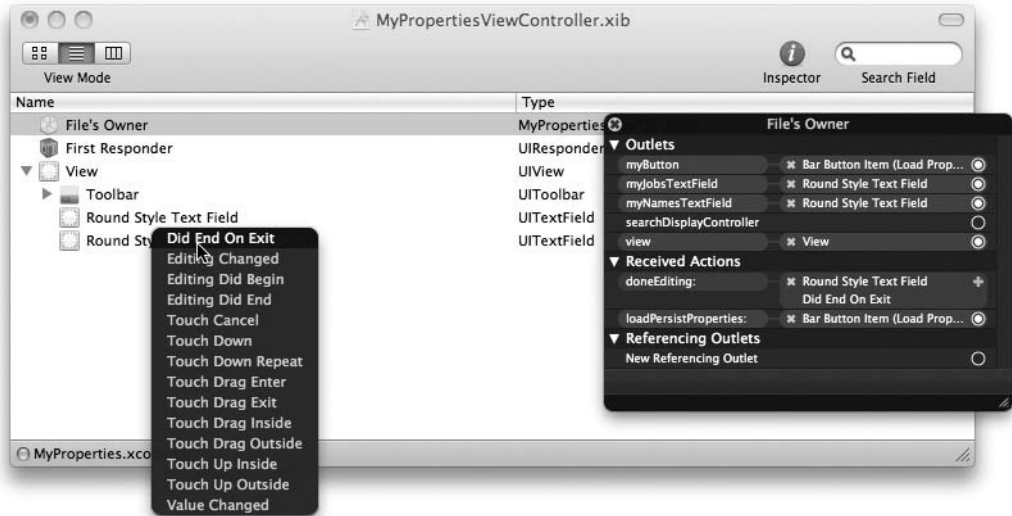 MyPropertiesViewController.xib
View Mode
Inspector
Search Field
Name
Type
File's Owner
MyProperties
First Responder
UIResponder
View
UIView
Toolbar
UIToolbar
Round Style Text Field
UITextField
Round Sty
UITextField
Did End On Exit
Editing Changed
Editing Did Begin
Editing Did End
Touch Cancel
Touch Down
Touch Down Repeat
Touch Drag Enter
Touch Drag Exit
Touch Drag Inside
Touch Drag Outside
Touch Up Inside
Touch Up Outside
Value Changed
MyProperties.xco
File's Owner
Outlets
myButton
Bar Button Item (Load Prop...
myJobsTextField
Round Style Text Field
myNamesTextField
Round Style Text Field
searchDisplayController
view
View
Received Actions
doneEditing:
Round Style Text Field
Did End On Exit
loadPersistProperties:
Bar Button Item (Load Prop...
Referencing Outlets
New Referencing Outlet